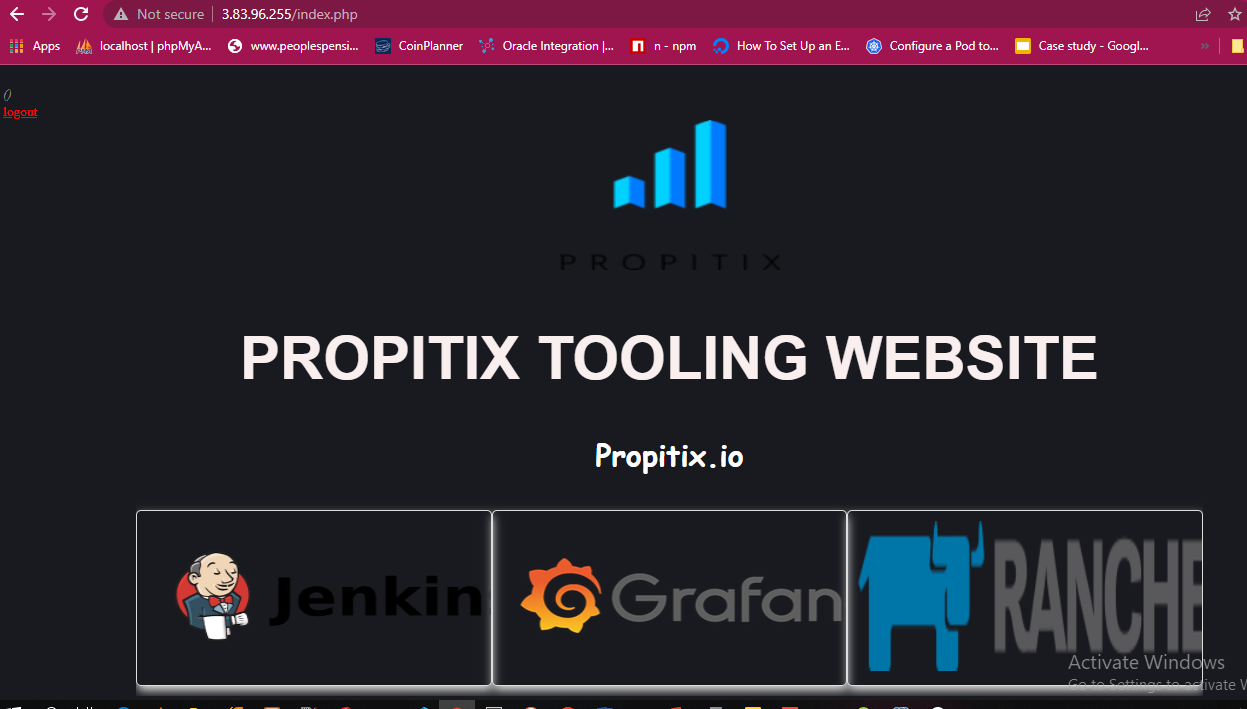 Not secure | 3.83.96.255/index.php
Apps localhost | phpMyA... www.peoplespensi... CoinPlanner Oracle Integration |... n - npm How To Set Up an E... Configure a Pod to... Case study - Googl... »
()
logout
PROPITIX
PROPITIX TOOLING WEBSITE
Propitix.io
Jenkin Grafan RANCHE
Activate Windows
Go to Settings to activate W